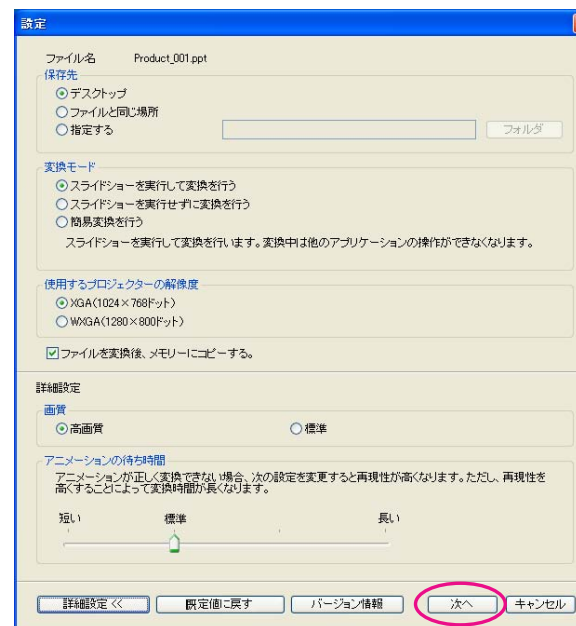 設定
ファイル名 Product_001.ppt
保存先
デスクトップ
ファイルと同じ場所
指定する フォルダ
変換モード
スライドショーを実行して変換を行う
スライドショーを実行せずに変換を行う
簡易変換を行う
スライドショーを実行して変換を行います。変換中は他のアプリケーションの操作ができなくなります。
使用するプロジェクターの解像度
XGA(1024×768ドット)
WXGA(1280×800ドット)
ファイルを変換後、メモリーにコピーする。
詳細設定
画質
高画質 標準
アニメーションの待ち時間
アニメーションが正しく変換できない場合、次の設定を変更すると再現性が高くなります。ただし、再現性を
高くすることによって変換時間が長くなります。
短い 標準 長い
詳細設定 << 既定値に戻す バージョン情報 次へ キャンセル